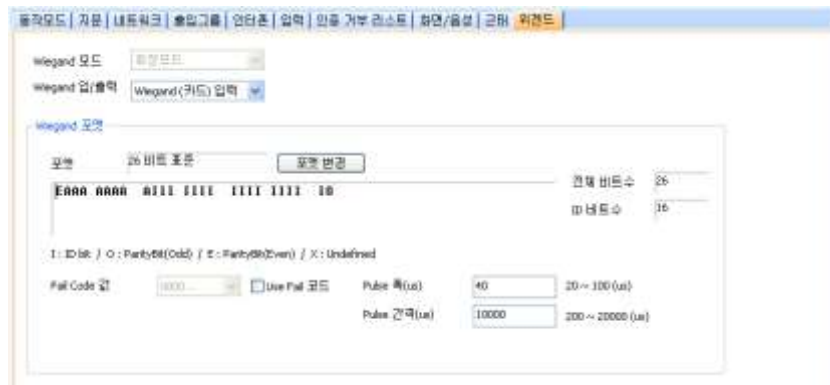 동작모드 | 지문 | 네트워크 | 출입그룹 | 인터폰 | 입력 | 인증 거부 리스트 | 화면/음성 | 근태 | 위겐드 |
Wiegand 모드 확장모드
Wiegand 입/출력 Wiegand (카드) 입력
Wiegand 포맷
포맷 26 비트 표준 포맷 변경
전체 비트수 26
EAAA AAAA AIII IIII IIII IIII IO
ID 비트수 16
I : ID bit / O : ParityBit(Odd) / E : ParityBit(Even) / X : Undefined
Fail Code 값 0000 Use Fail 코드 Pulse 폭(us) 40 20 ~ 100 (us)
Pulse 간격(us) 10000 200 ~ 20000 (us)